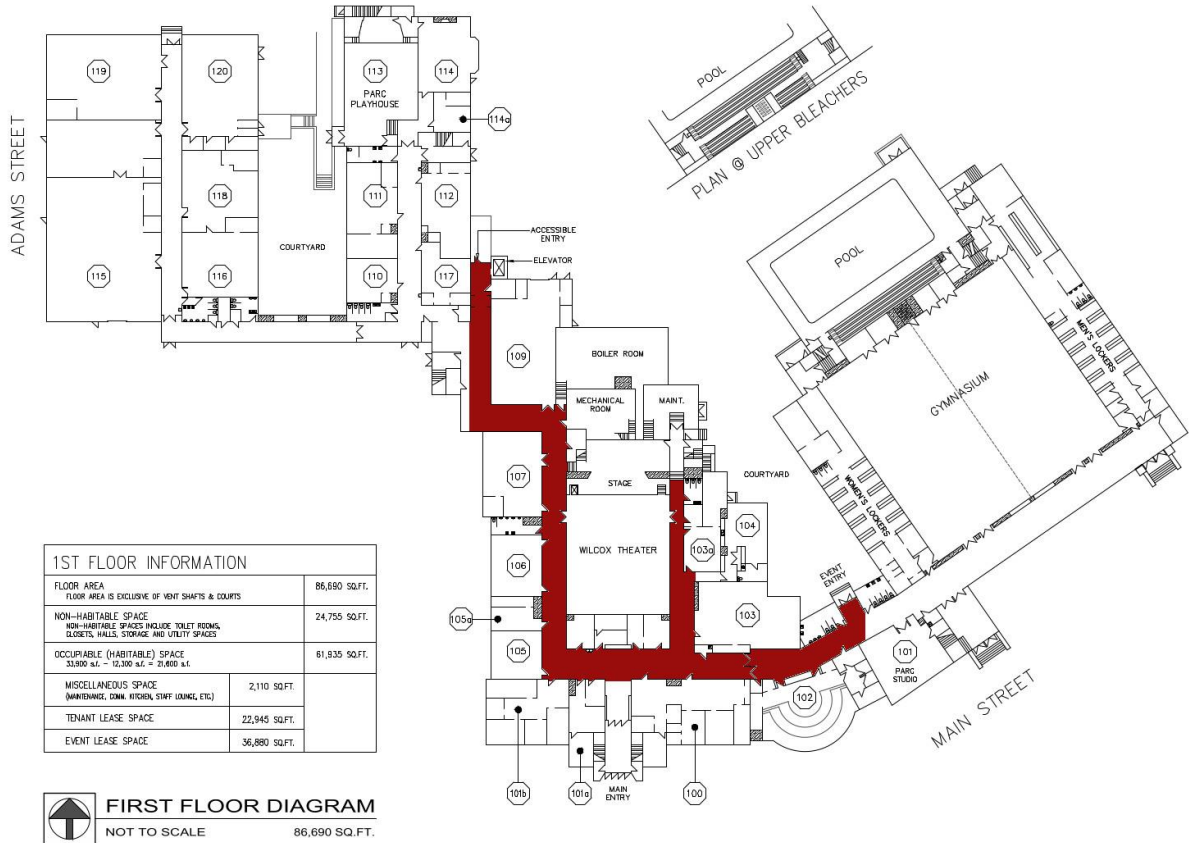 ADAMS STREET
119
120
113
PARC
PLAYHOUSE
114
114a
118
111
112
COURTYARD
115
116
110
117
ACCESSIBLE
ENTRY
ELEVATOR
POOL
PLAN @ UPPER BLEACHERS
POOL
MEN'S LOCKERS
GYMNASIUM
WOMEN'S LOCKERS
109
BOILER ROOM
MECHANICAL
ROOM
MAINT.
107
STAGE
COURTYARD
WILCOX THEATER
104
103a
106
105a
105
103
EVENT
ENTRY
101
PARC
STUDIO
102
MAIN STREET
101b
101a
MAIN
ENTRY
100
1ST FLOOR INFORMATION
FLOOR AREA 86,690 SQ.FT.
FLOOR AREA IS EXCLUSIVE OF VENT SHAFTS & COURTS
NON-HABITABLE SPACE 24,755 SQ.FT.
NON-HABITABLE SPACES INCLUDE TOILET ROOMS,
CLOSETS, HALLS, STORAGE AND UTILITY SPACES
OCCUPIABLE (HABITABLE) SPACE 61,935 SQ.FT.
33,900 s.f. - 12,300 s.f. = 21,600 s.f.
MISCELLANEOUS SPACE 2,110 SQ.FT.
(MAINTENANCE, COMM. KITCHEN, STAFF LOUNGE, ETC.)
TENANT LEASE SPACE 22,945 SQ.FT.
EVENT LEASE SPACE 36,880 SQ.FT.
FIRST FLOOR DIAGRAM
NOT TO SCALE 86,690 SQ.FT.